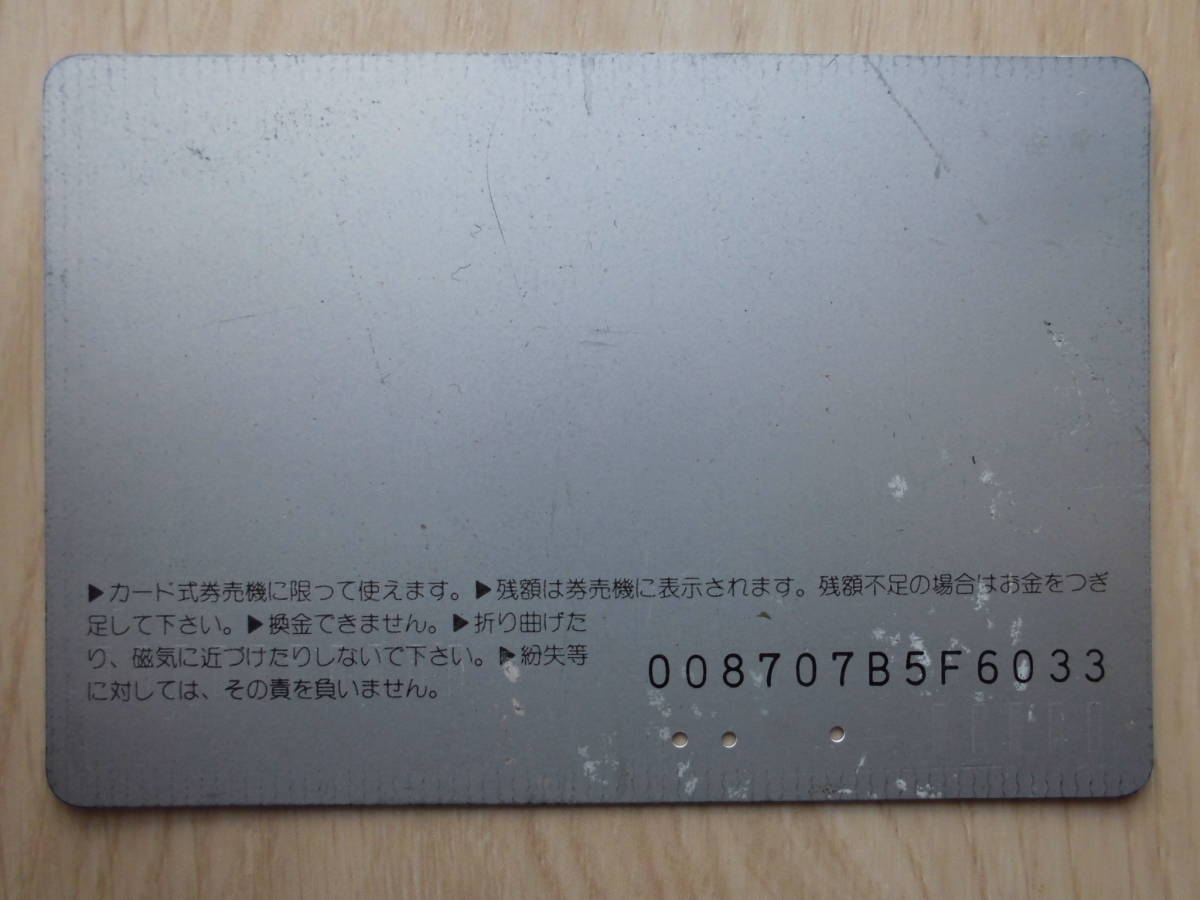 ▶カード式券売機に限って使えます。▶残額は券売機に表示されます。残額不足の場合はお金をつぎ
足して下さい。▶換金できません。▶折り曲げた
り、磁気に近づけたりしないで下さい。▶紛失等
に対しては、その責を負いません。
008707B5F6033